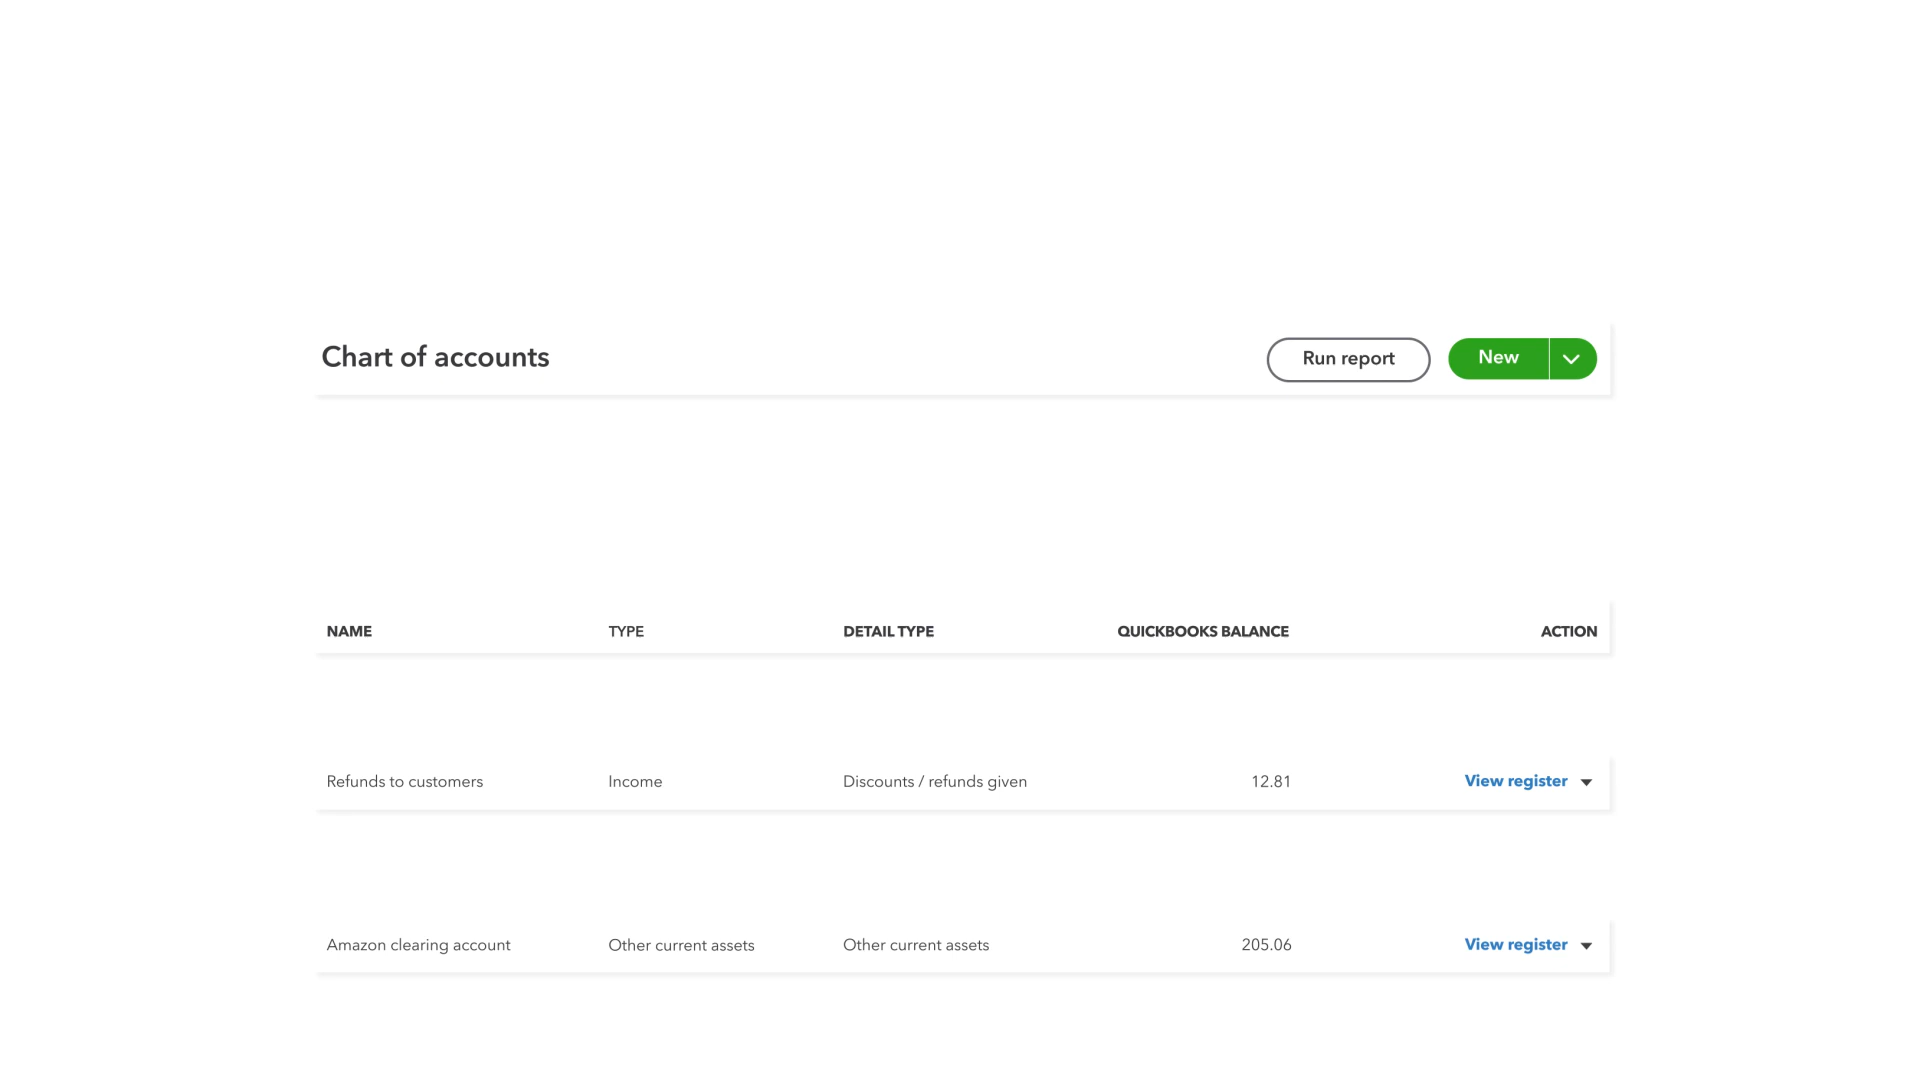 Chart of accounts Run report New
NAME TYPE DETAIL TYPE QUICKBOOKS BALANCE ACTION
Refunds to customers Income Discounts / refunds given 12.81 View register
Amazon clearing account Other current assets Other current assets 205.06 View register